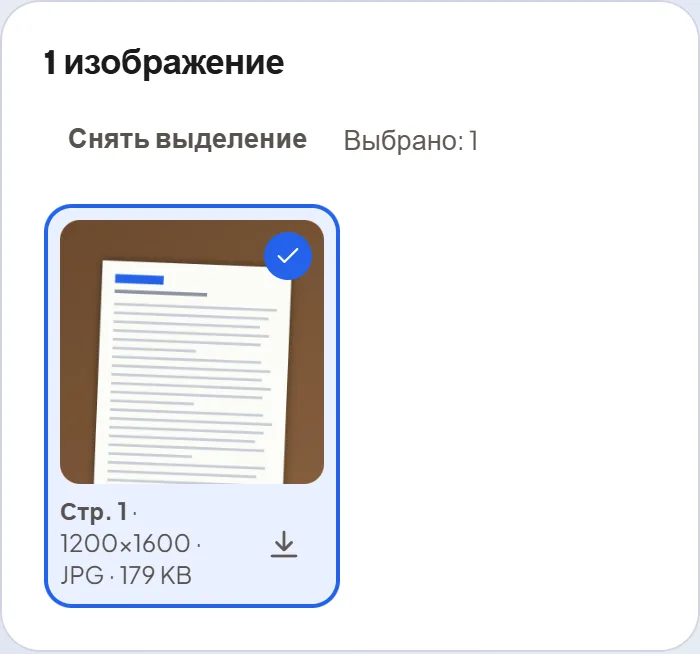 1 изображение
Снять выделение Выбрано: 1
Стр. 1 ·
1200×1600 ·
JPG · 179 KB